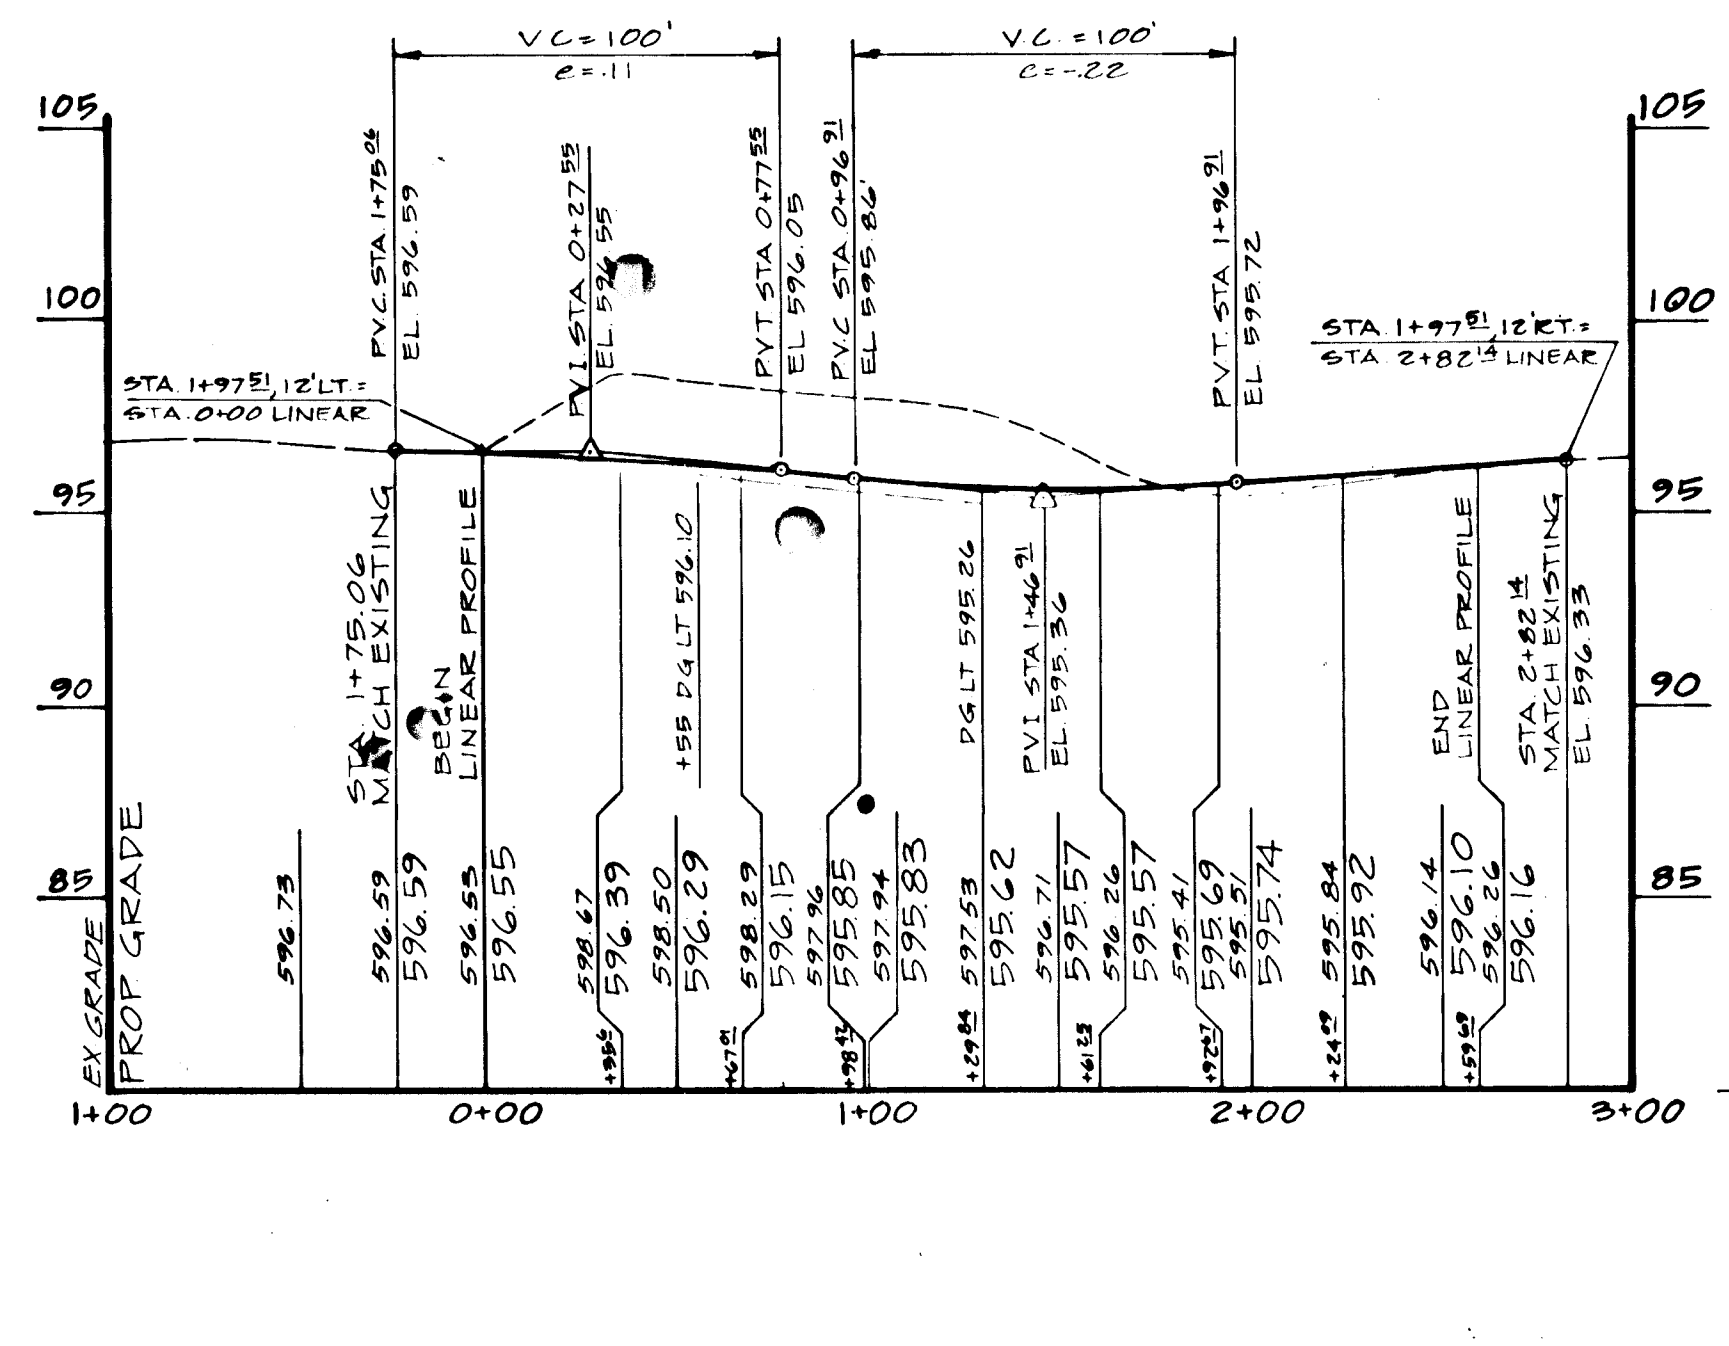 V.C. = 100'
e = .11
V.C. = 100'
e = -.22
105
100
95
90
85
105
100
95
90
85
P.V.C. STA. 1+75 06
EL. 596.59
P.V.I. STA 0+27 55
EL. 596.55
P.V.T STA 0+77 55
EL 596.05
P.V.C STA. 0+96 91
EL 595.86'
P.V.T. STA 1+96 91
EL 595.72
STA. 1+97 51, 12' LT. =
STA. 0+00 LINEAR
STA. 1+97 51, 12' RT. =
STA. 2+82 14 LINEAR
STA. 1+75.06
MATCH EXISTING
BEGIN
LINEAR PROFILE
+55 DG LT 596.10
DG LT 595.26
PVI STA 1+46 91
EL. 595.36
END
LINEAR PROFILE
STA. 2+82 14
MATCH EXISTING
EL. 596.33
EX. GRADE
PROP. GRADE
596.73
596.59
596.59
596.53
596.55
598.67
596.39
598.50
596.29
598.29
596.15
597.96
595.85
597.94
595.83
597.53
595.62
596.71
595.57
596.26
595.57
595.41
595.69
595.51
595.74
595.84
595.92
596.14
596.10
596.26
596.16
+67 01
+98 42
+29 84
+61 25
+92 67
+24 09
+59 69
1+00
0+00
1+00
2+00
3+00